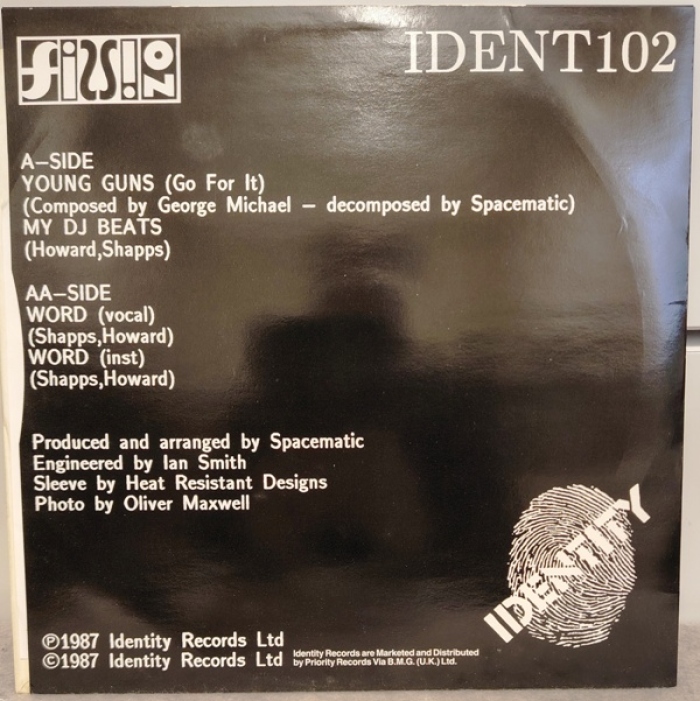 IDENT102
A–SIDE
YOUNG GUNS (Go For It)
(Composed by George Michael – decomposed by Spacematic)
MY DJ BEATS
(Howard,Shapps)
AA–SIDE
WORD (vocal)
(Shapps,Howard)
WORD (inst)
(Shapps,Howard)
Produced and arranged by Spacematic
Engineered by Ian Smith
Sleeve by Heat Resistant Designs
Photo by Oliver Maxwell
IDENTITY
℗1987 Identity Records Ltd
©1987 Identity Records Ltd
Identity Records are Marketed and Distributed
by Priority Records Via B.M.G. (U.K.) Ltd.